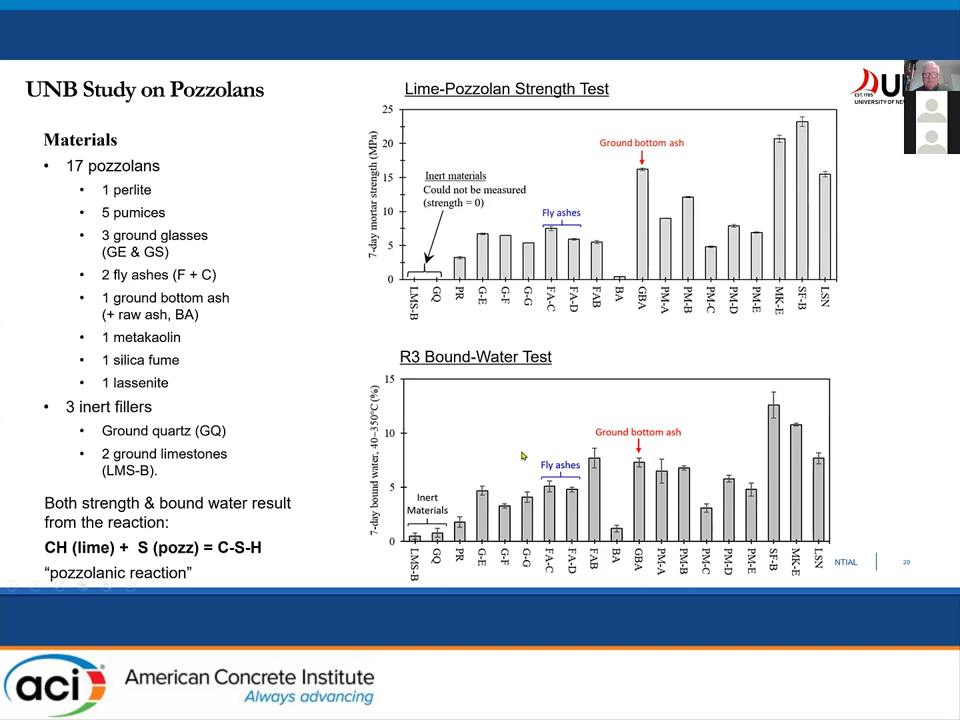 UNB Study on Pozzolans
Materials
• 17 pozzolans
• 1 perlite
• 5 pumices
• 3 ground glasses
(GE & GS)
• 2 fly ashes (F + C)
• 1 ground bottom ash
(+ raw ash, BA)
• 1 metakaolin
• 1 silica fume
• 1 lassenite
• 3 inert fillers
• Ground quartz (GQ)
• 2 ground limestones
(LMS-B).
Both strength & bound water result
from the reaction:
CH (lime) + S (pozz) = C-S-H
“pozzolanic reaction”
Lime-Pozzolan Strength Test
7-day mortar strength (MPa)
25
20
15
10
5
0
Inert materials
Could not be measured
(strength = 0)
Fly ashes
Ground bottom ash
LMS-B
GQ
PR
G-E
G-F
G-G
FA-C
FA-D
FAB
BA
GBA
PM-A
PM-B
PM-C
PM-D
PM-E
MK-E
SF-B
LSN
R3 Bound-Water Test
7-day bound water, 40–350°C (%)
15
10
5
0
Inert
Materials
Fly ashes
Ground bottom ash
LMS-B
GQ
PR
G-E
G-F
G-G
FA-C
FA-D
FAB
BA
GBA
PM-A
PM-B
PM-C
PM-D
PM-E
SF-B
MK-E
LSN
EST. 1785
UNIVERSITY OF NE
NTIAL
20
aci
American Concrete Institute
Always advancing